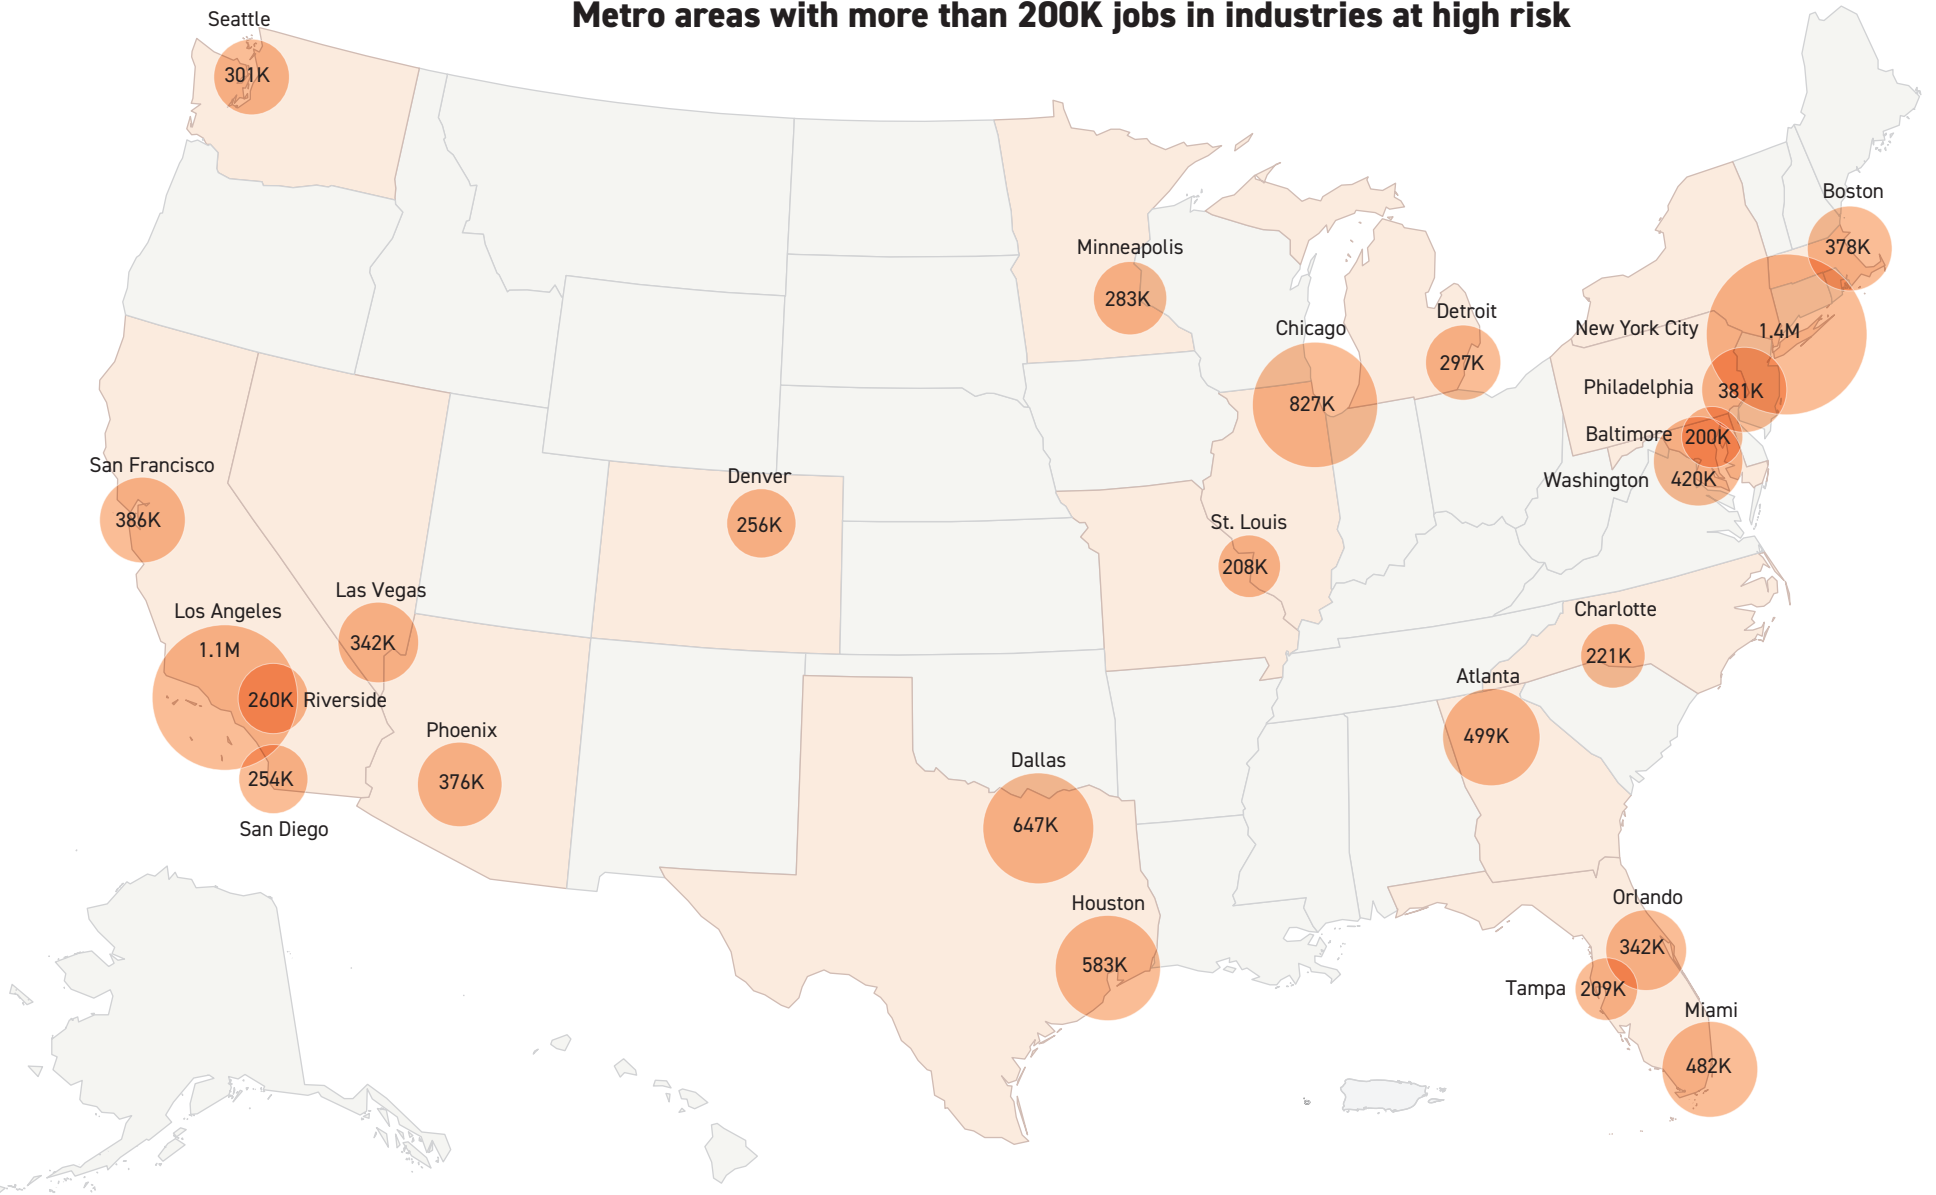 Metro areas with more than 200K jobs in industries at high risk
Seattle
301K
Boston
378K
Minneapolis
283K
Detroit
297K
Chicago
827K
New York City
1.4M
Philadelphia
381K
Baltimore
200K
Washington
420K
San Francisco
386K
Denver
256K
St. Louis
208K
Las Vegas
342K
Los Angeles
1.1M
260K
Riverside
254K
San Diego
Phoenix
376K
Charlotte
221K
Atlanta
499K
Dallas
647K
Houston
583K
Orlando
342K
Tampa
209K
Miami
482K